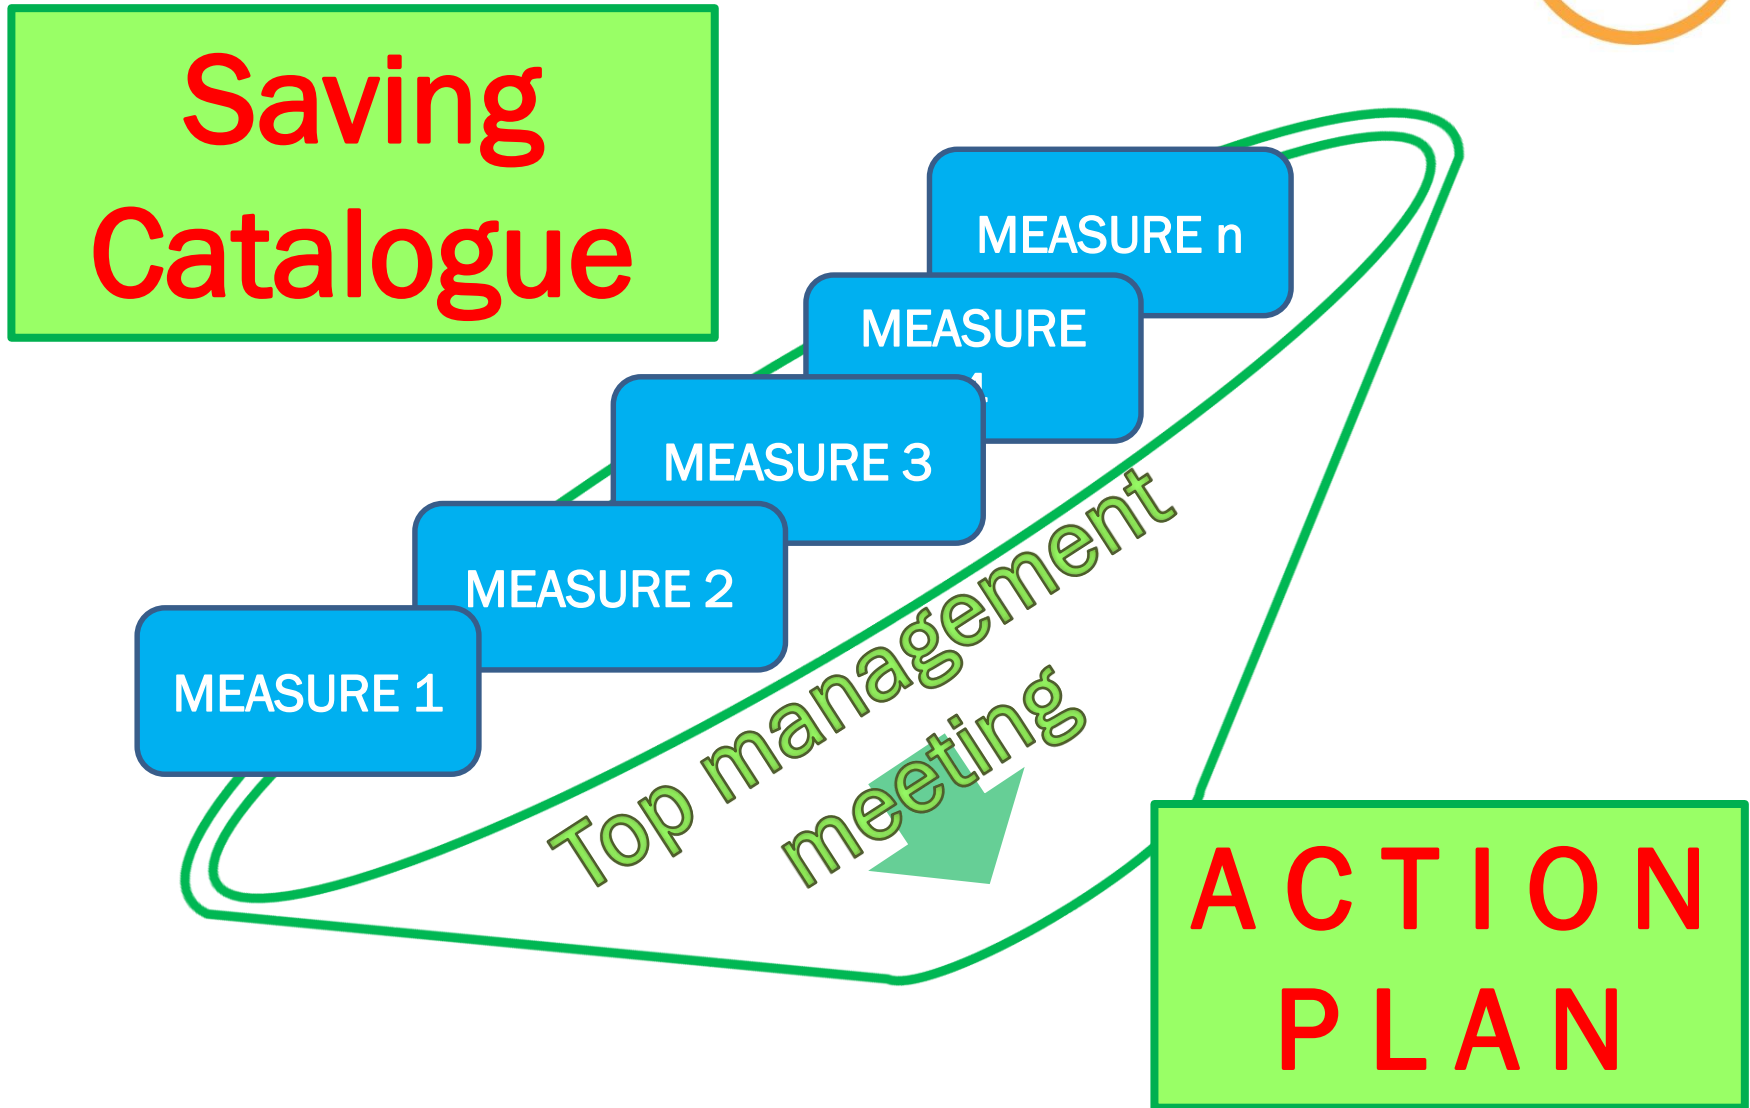 Saving
Catalogue
MEASURE n
MEASURE
MEASURE 3
MEASURE 2
MEASURE 1
Top management
meeting
ACTION
PLAN